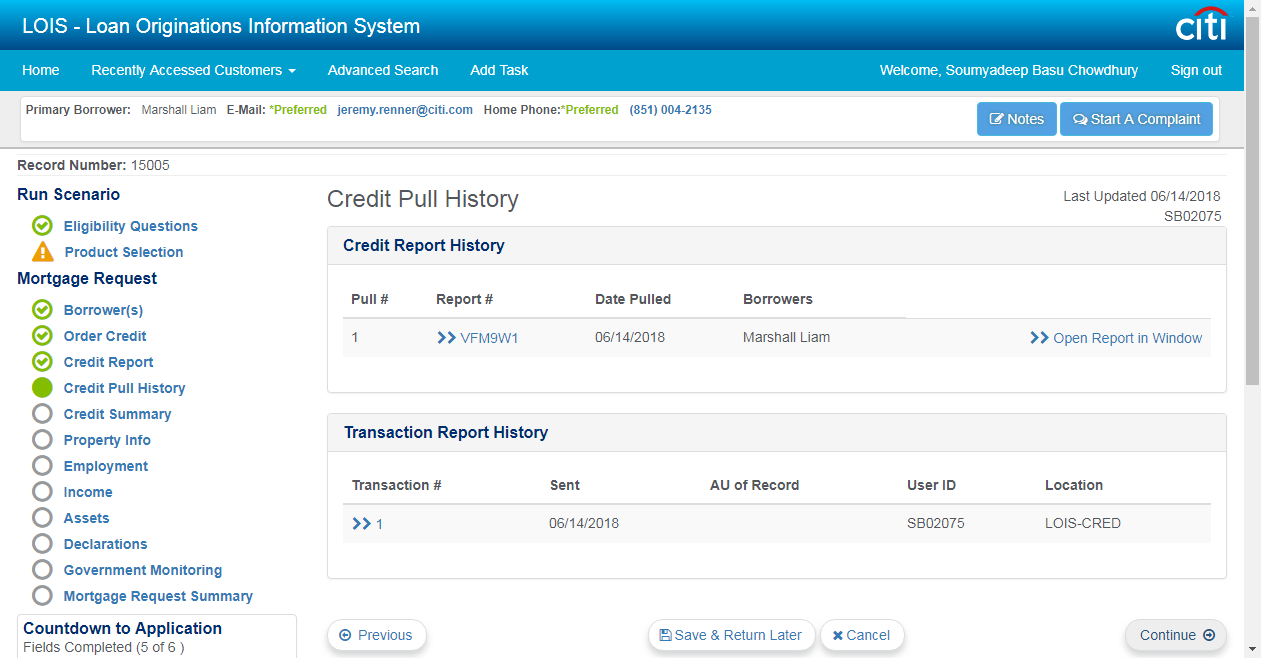 LOIS - Loan Originations Information System
citi
Home Recently Accessed Customers Advanced Search Add Task Welcome, Soumyadeep Basu Chowdhury Sign out
Primary Borrower: Marshall Liam E-Mail: *Preferred jeremy.renner@citi.com Home Phone:*Preferred (851) 004-2135 Notes Start A Complaint
Record Number: 15005
Run Scenario
Eligibility Questions
Product Selection
Mortgage Request
Borrower(s)
Order Credit
Credit Report
Credit Pull History
Credit Summary
Property Info
Employment
Income
Assets
Declarations
Government Monitoring
Mortgage Request Summary
Countdown to Application
Fields Completed (5 of 6 )
Credit Pull History
Last Updated 06/14/2018
SB02075
Credit Report History
Pull # Report # Date Pulled Borrowers
1 VFM9W1 06/14/2018 Marshall Liam Open Report in Window
Transaction Report History
Transaction # Sent AU of Record User ID Location
1 06/14/2018 SB02075 LOIS-CRED
Previous Save & Return Later Cancel Continue